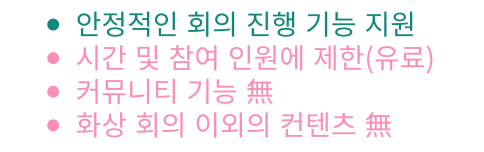 • 안정적인 회의 진행 기능 지원
• 시간 및 참여 인원에 제한(유료)
• 커뮤니티 기능 無
• 화상 회의 이외의 컨텐츠 無